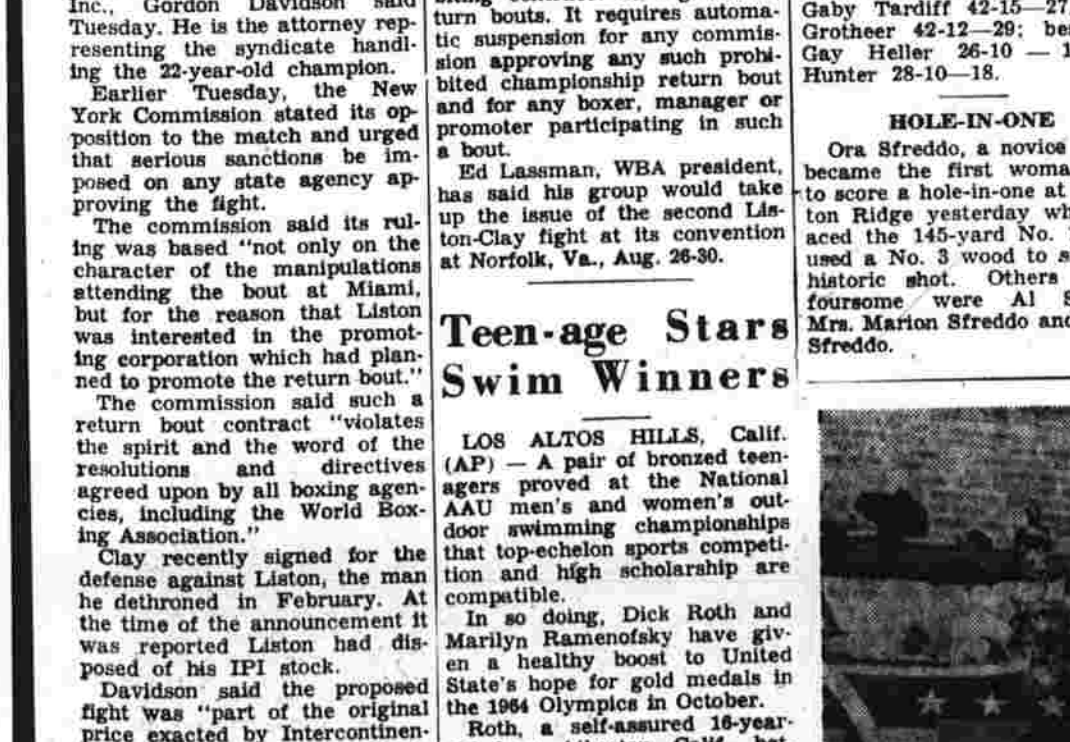 Inc., Gordon Davidson said
Tuesday. He is the attorney rep-
resenting the syndicate handl-
ing the 22-year-old champion.
Earlier Tuesday, the New
York Commission stated its op-
position to the match and urged
that serious sanctions be im-
posed on any state agency ap-
proving the fight.
The commission said its rul-
ing was based "not only on the
character of the manipulations
attending the bout at Miami,
but for the reason that Liston
was interested in the promot-
ing corporation which had plan-
ned to promote the return bout."
The commission said such a
return bout contract "violates
the spirit and the word of the
resolutions and directives
agreed upon by all boxing agen-
cies, including the World Box-
ing Association."
Clay recently signed for the
defense against Liston, the man
he dethroned in February. At
the time of the announcement it
was reported Liston had dis-
posed of his IPI stock.
Davidson said the proposed
fight was "part of the original
price exacted by Intercontinen-
turn bouts. It requires automa-
tic suspension for any commis-
sion approving any such prohi-
bited championship return bout
and for any boxer, manager or
promoter participating in such
a bout.
Ed Lassman, WBA president,
has said his group would take
up the issue of the second Lis-
ton-Clay fight at its convention
at Norfolk, Va., Aug. 26-30.
Teen-age Stars
Swim Winners
LOS ALTOS HILLS, Calif.
(AP) — A pair of bronzed teen-
agers proved at the National
AAU men's and women's out-
door swimming championships
that top-echelon sports competi-
tion and high scholarship are
compatible.
In so doing, Dick Roth and
Marilyn Ramenofsky have giv-
en a healthy boost to United
State's hope for gold medals in
the 1964 Olympics in October.
Roth, a self-assured 16-year-
Gaby Tardiff 42-15—27
Grotheer 42-12—29; be
Gay Heller 26-10 — 1
Hunter 28-10—18.
HOLE-IN-ONE
Ora Sfreddo, a novice
became the first woma
to score a hole-in-one at
ton Ridge yesterday wh
aced the 145-yard No.
used a No. 3 wood to s
historic shot. Others
foursome were Al S
Mrs. Marion Sfreddo and
Sfreddo.